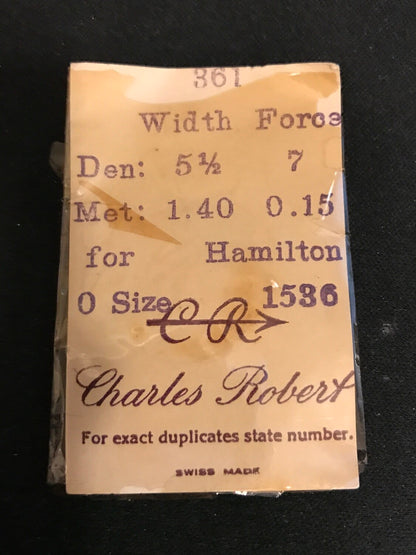 361
Width Force
Den: 5½ 7
Met: 1.40 0.15
for Hamilton
0 Size 1536
CR
Charles Robert
For exact duplicates state number.
SWISS MADE